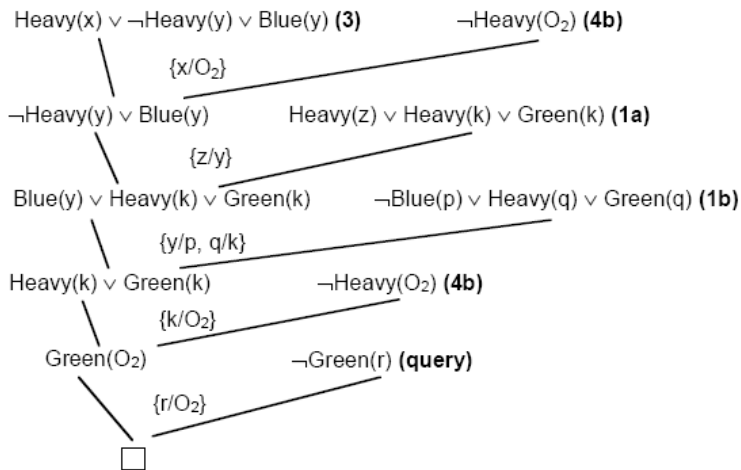 Heavy(x) ∨ ¬Heavy(y) ∨ Blue(y) (3) ¬Heavy(O₂) (4b)
{x/O₂}
¬Heavy(y) ∨ Blue(y) Heavy(z) ∨ Heavy(k) ∨ Green(k) (1a)
{z/y}
Blue(y) ∨ Heavy(k) ∨ Green(k) ¬Blue(p) ∨ Heavy(q) ∨ Green(q) (1b)
{y/p, q/k}
Heavy(k) ∨ Green(k) ¬Heavy(O₂) (4b)
{k/O₂}
Green(O₂) ¬Green(r) (query)
{r/O₂}